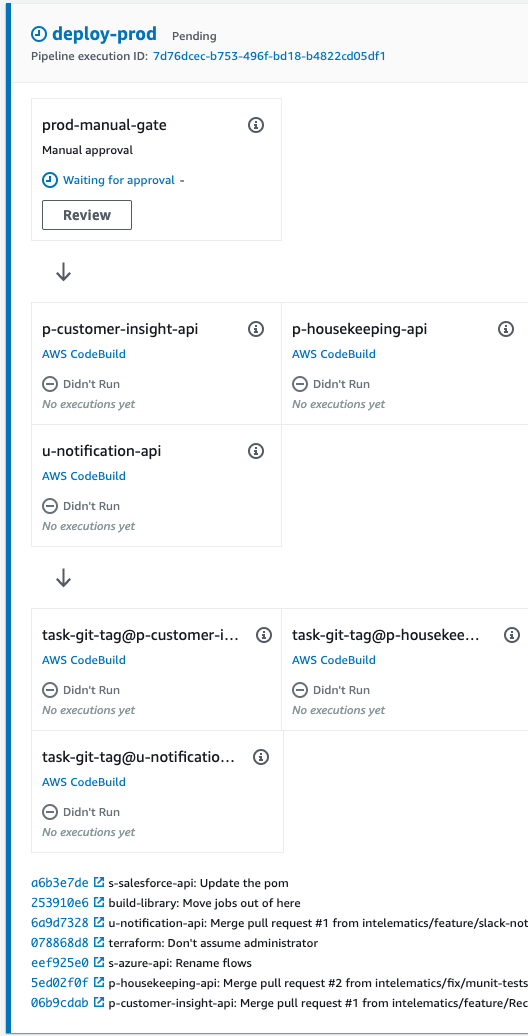 deploy-prod Pending
Pipeline execution ID: 7d76dcec-b753-496f-bd18-b4822cd05df1
prod-manual-gate
Manual approval
Waiting for approval -
Review
p-customer-insight-api
AWS CodeBuild
Didn't Run
No executions yet
p-housekeeping-api
AWS CodeBuild
Didn't Run
No executions yet
u-notification-api
AWS CodeBuild
Didn't Run
No executions yet
task-git-tag@p-customer-i...
AWS CodeBuild
Didn't Run
No executions yet
task-git-tag@p-housekee...
AWS CodeBuild
Didn't Run
No executions yet
task-git-tag@u-notificatio...
AWS CodeBuild
Didn't Run
No executions yet
a6b3e7de s-salesforce-api: Update the pom
253910e6 build-library: Move jobs out of here
6a9d7328 u-notification-api: Merge pull request #1 from intelematics/feature/slack-not
078868d8 terraform: Don't assume administrator
eef925e0 s-azure-api: Rename flows
5ed02f0f p-housekeeping-api: Merge pull request #2 from intelematics/fix/munit-tests
06b9cdab p-customer-insight-api: Merge pull request #1 from intelematics/feature/Rec